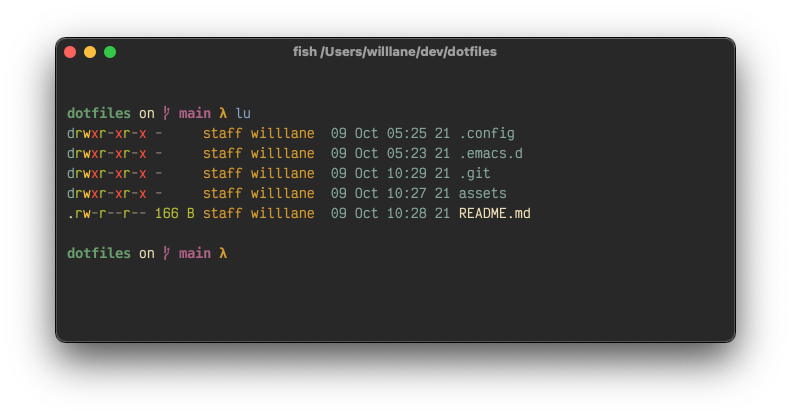 fish /Users/willlane/dev/dotfiles
dotfiles on main λ lu
drwxr-xr-x - staff willlane 09 Oct 05:25 21 .config
drwxr-xr-x - staff willlane 09 Oct 05:23 21 .emacs.d
drwxr-xr-x - staff willlane 09 Oct 10:29 21 .git
drwxr-xr-x - staff willlane 09 Oct 10:27 21 assets
.rw-r--r-- 166 B staff willlane 09 Oct 10:28 21 README.md
dotfiles on main λ